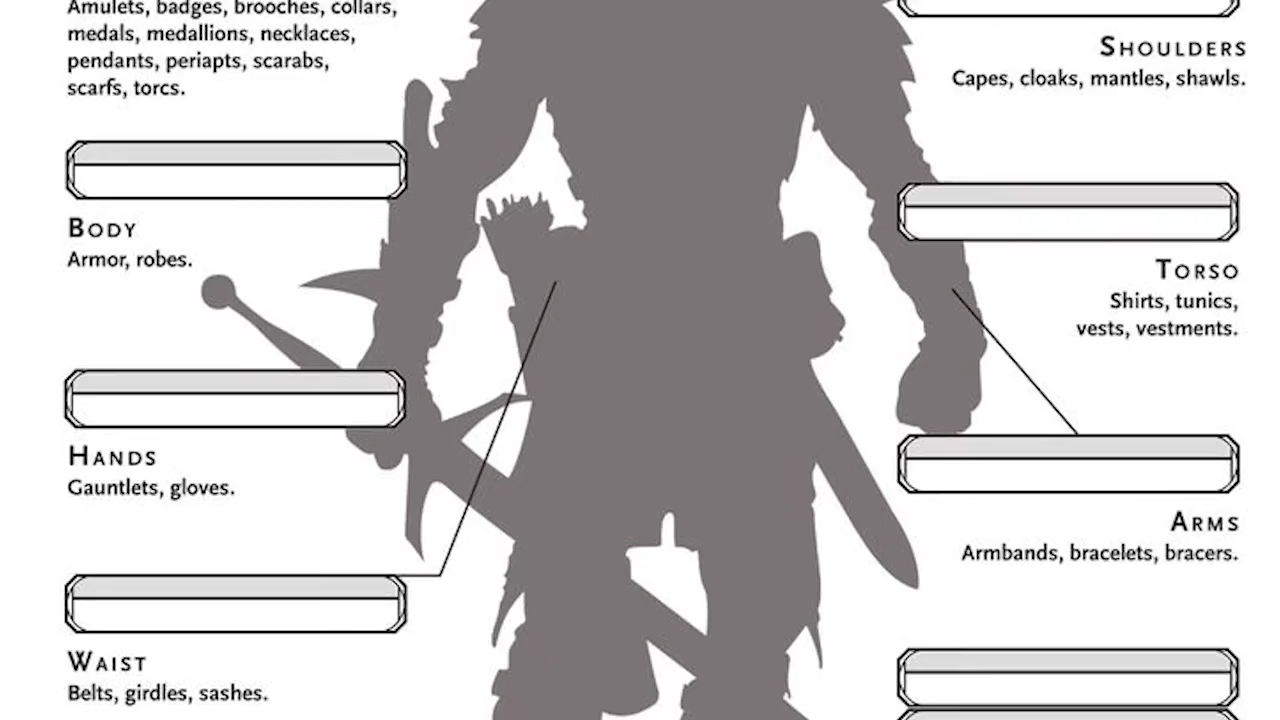 Amulets, badges, brooches, collars,
medals, medallions, necklaces,
pendants, periapts, scarabs,
scarfs, torcs.
BODY
Armor, robes.
HANDS
Gauntlets, gloves.
WAIST
Belts, girdles, sashes.
SHOULDERS
Capes, cloaks, mantles, shawls.
TORSO
Shirts, tunics,
vests, vestments.
ARMS
Armbands, bracelets, bracers.